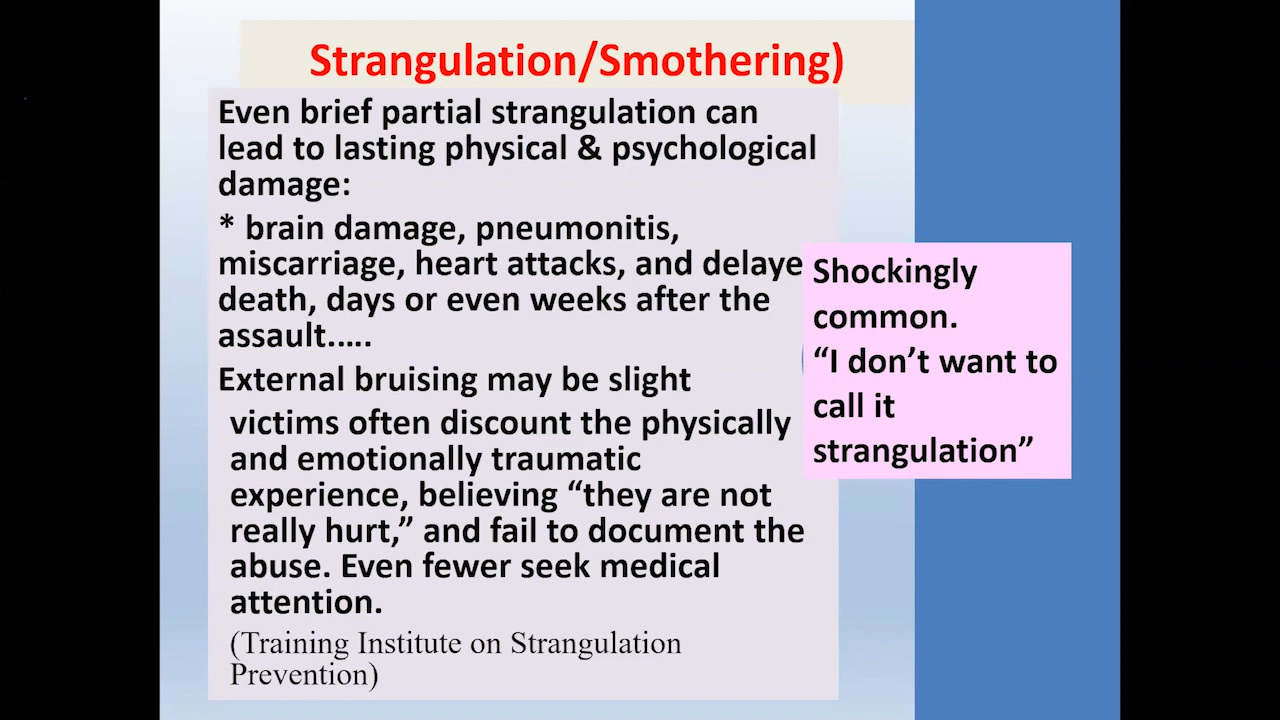 Strangulation/Smothering)
Even brief partial strangulation can
lead to lasting physical & psychological
damage:
* brain damage, pneumonitis,
miscarriage, heart attacks, and delaye
death, days or even weeks after the
assault.....
External bruising may be slight
victims often discount the physically
and emotionally traumatic
experience, believing “they are not
really hurt,” and fail to document the
abuse. Even fewer seek medical
attention.
(Training Institute on Strangulation
Prevention)
Shockingly
common.
“I don’t want to
call it
strangulation”